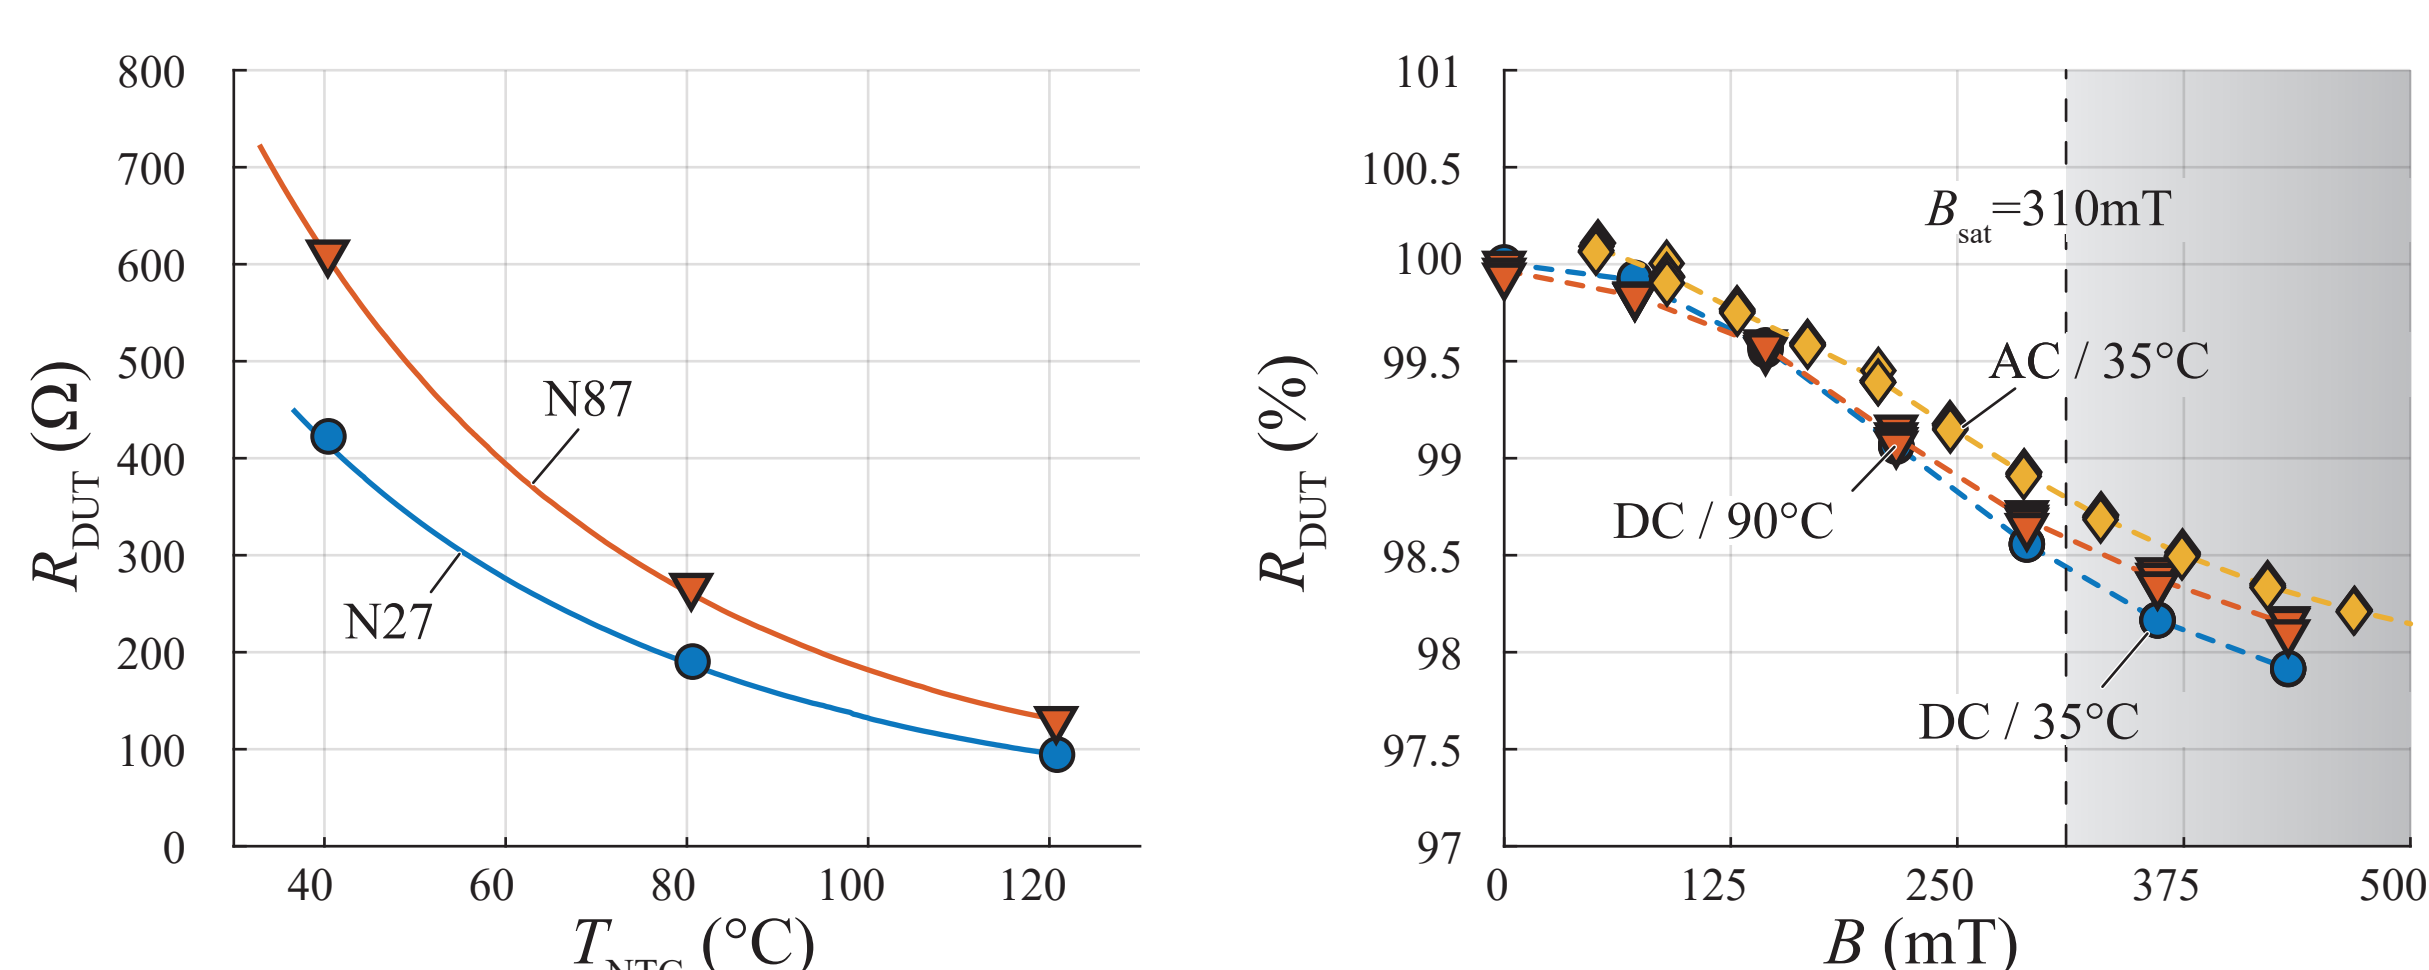 800
700
600
500
400
300
200
100
0
40 60 80 100 120
R_DUT (Ω)
T_NTC (°C)
N87
N27
101
100.5
100
99.5
99
98.5
98
97.5
97
0 125 250 375 500
R_DUT (%)
B (mT)
B_sat=310mT
AC / 35°C
DC / 90°C
DC / 35°C